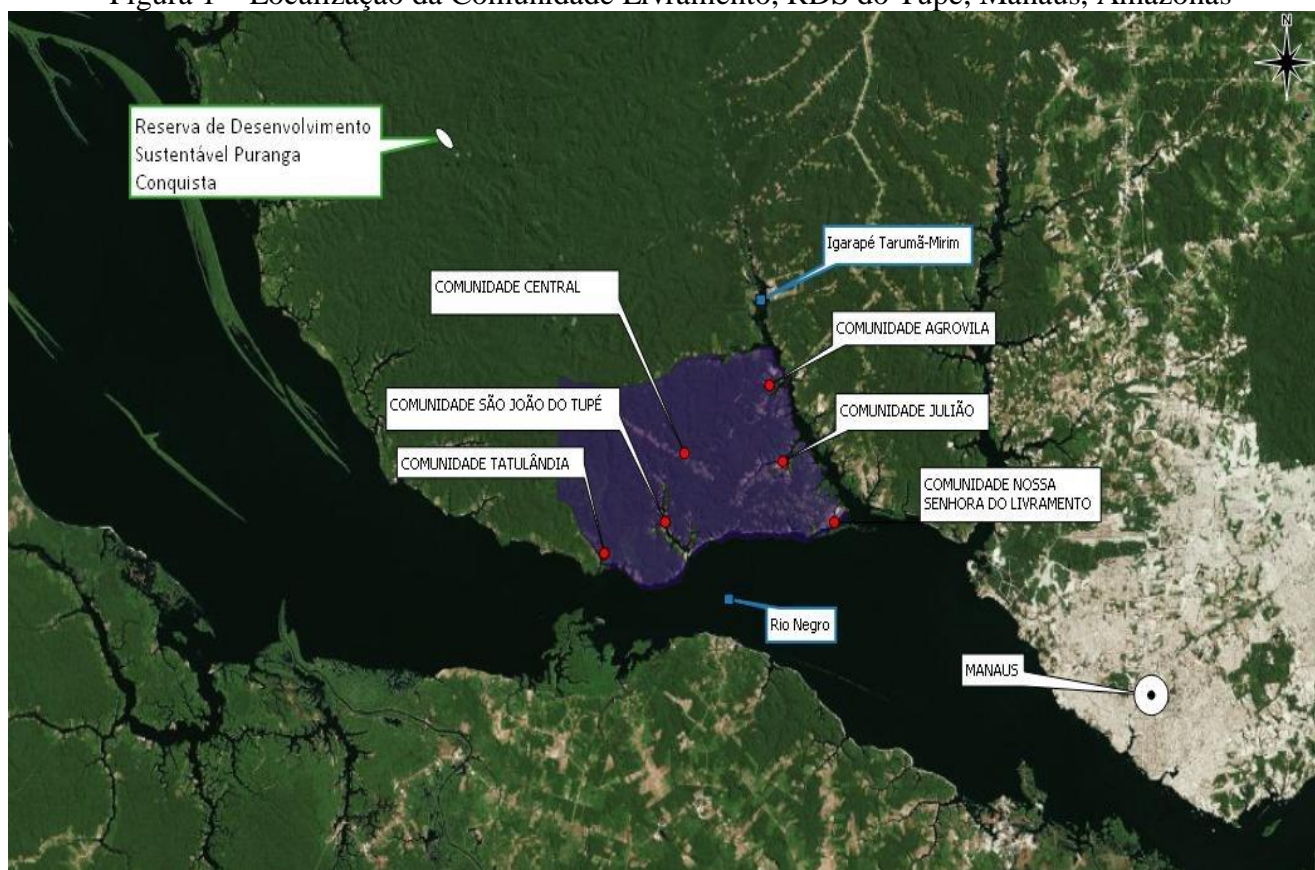 Figura 1 – Localização da Comunidade Livramento, RDS do Tupé, Manaus, Amazonas
N
Reserva de Desenvolvimento
Sustentável Puranga
Conquista
Igarapé Tarumã-Mirim
COMUNIDADE CENTRAL
COMUNIDADE AGROVILA
COMUNIDADE SÃO JOÃO DO TUPÉ
COMUNIDADE JULIÃO
COMUNIDADE TATULÂNDIA
COMUNIDADE NOSSA
SENHORA DO LIVRAMENTO
Rio Negro
MANAUS